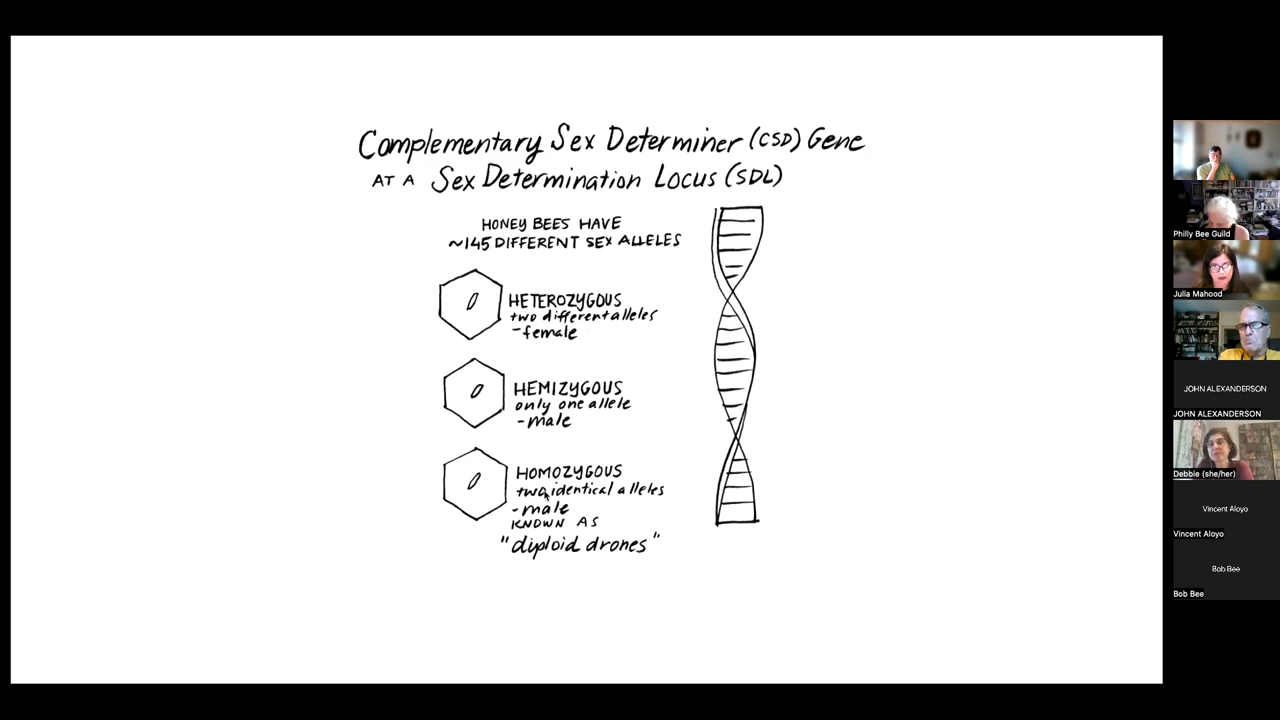 Complementary Sex Determiner (CSD) Gene
AT A Sex Determination Locus (SDL)
HONEY BEES HAVE
~145 DIFFERENT SEX ALLELES
HETEROZYGOUS
two different alleles
- female
HEMIZYGOUS
only one allele
- male
HOMOZYGOUS
two identical alleles
- male
KNOWN AS
"diploid drones"
Philly Bee Guild
Julia Mahood
JOHN ALEXANDERSON
JOHN ALEXANDERSON
Debbie (she/her)
Vincent Aloyo
Vincent Aloyo
Bob Bee
Bob Bee